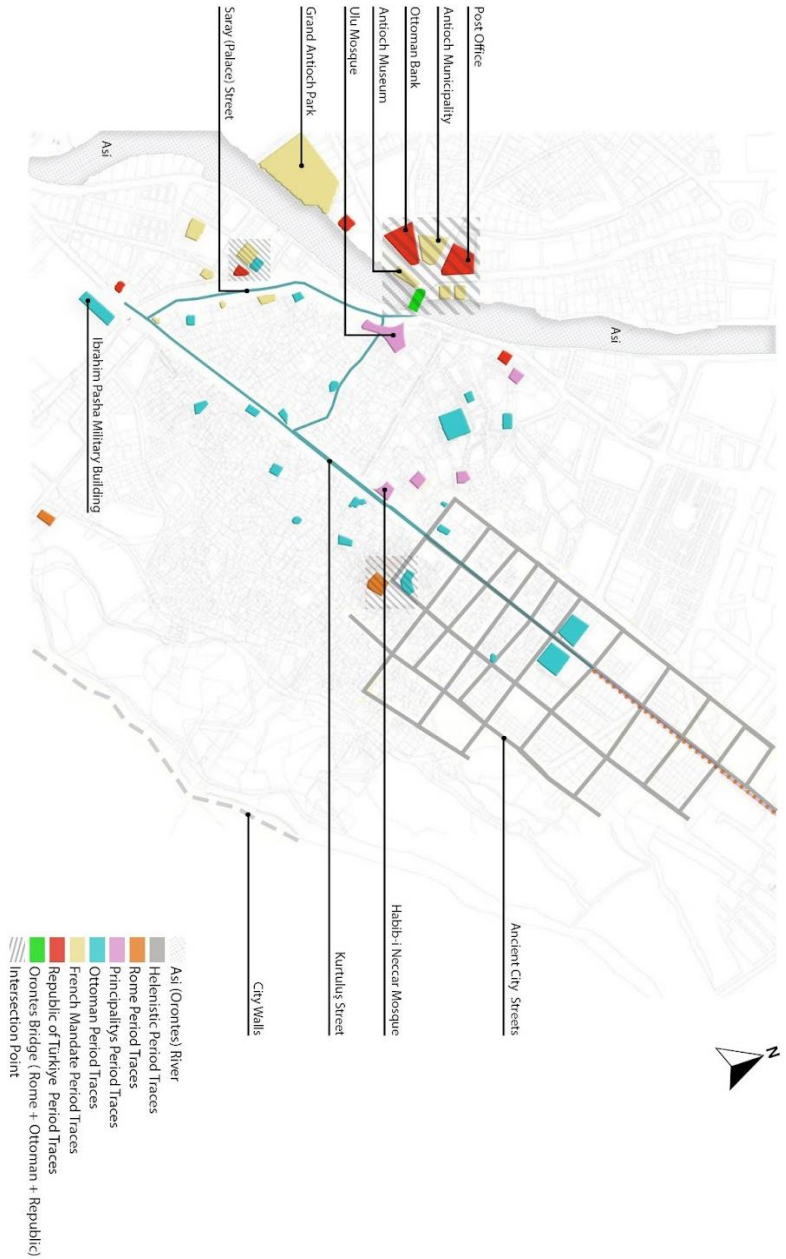 Post Office
Antioch Municipality
Ottoman Bank
Antioch Museum
Ulu Mosque
Grand Antioch Park
Saray (Palace) Street
Asi
Asi
Ibrahim Pasha Military Building
Ancient City Streets
Habib-i Neccar Mosque
Kurtuluş Street
City Walls
N
Asi (Orontes) River
Helenistic Period Traces
Rome Period Traces
Principalitys Period Traces
Ottoman Period Traces
French Mandate Period Traces
Republic of Türkiye Period Traces
Orontes Bridge ( Rome + Ottoman + Republic)
Intersection Point